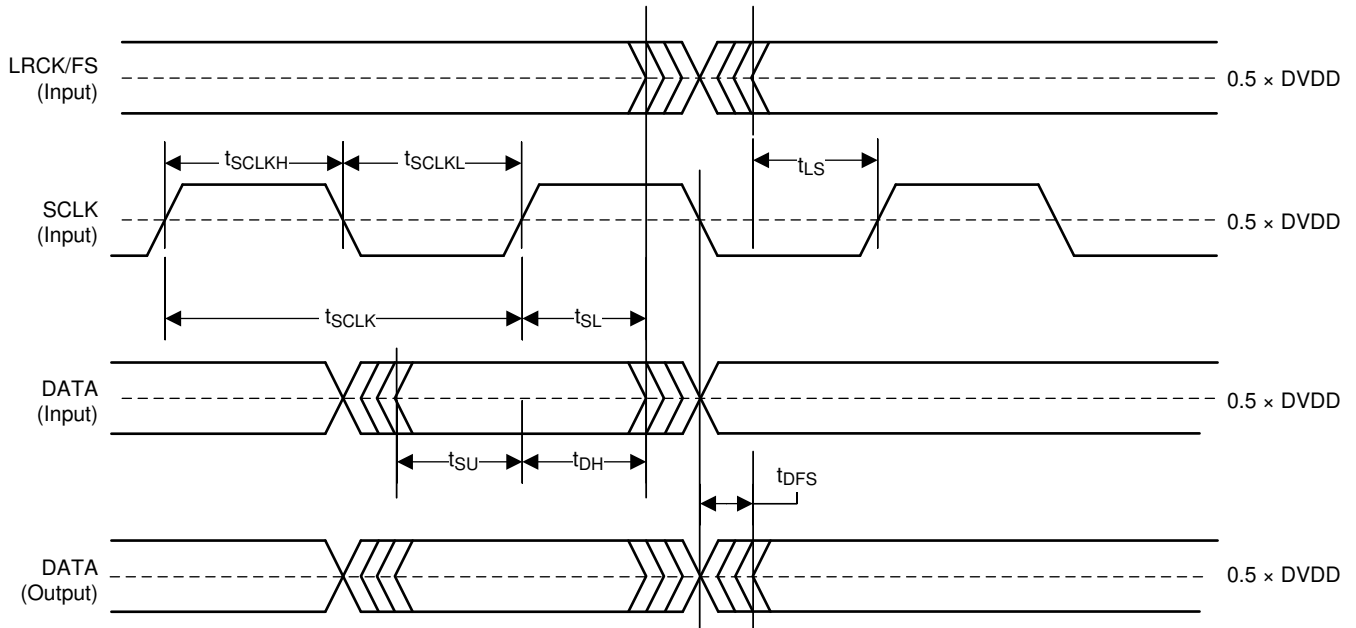 LRCK/FS
(Input)
0.5 × DVDD
tSCLKH
tSCLKL
tLS
SCLK
(Input)
0.5 × DVDD
tSCLK
tSL
DATA
(Input)
0.5 × DVDD
tSU
tDH
tDFS
DATA
(Output)
0.5 × DVDD